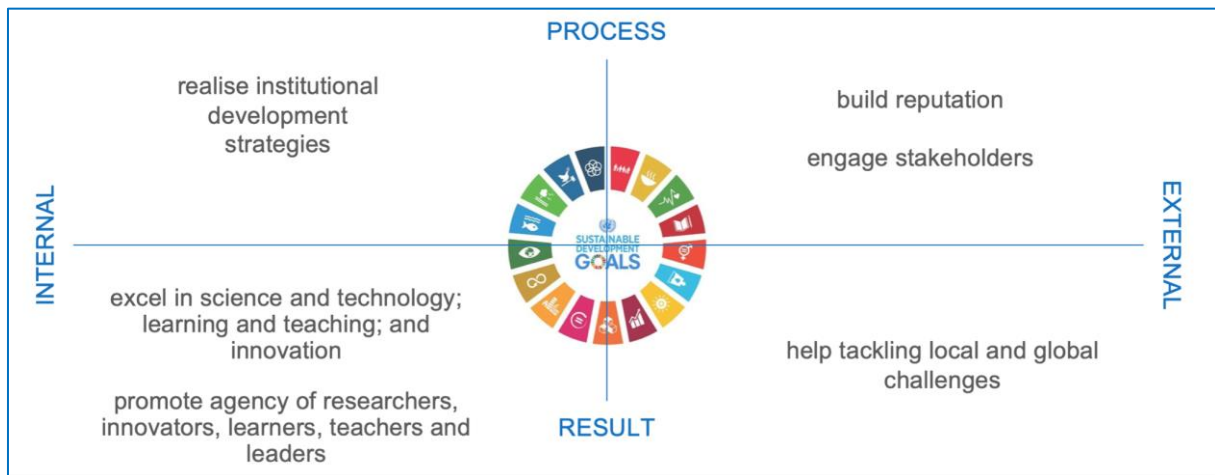 PROCESS
realise institutional
development
strategies
build reputation
engage stakeholders
INTERNAL
EXTERNAL
SUSTAINABLE
DEVELOPMENT
GOALS
excel in science and technology;
learning and teaching; and
innovation
promote agency of researchers,
innovators, learners, teachers and
leaders
help tackling local and global
challenges
RESULT